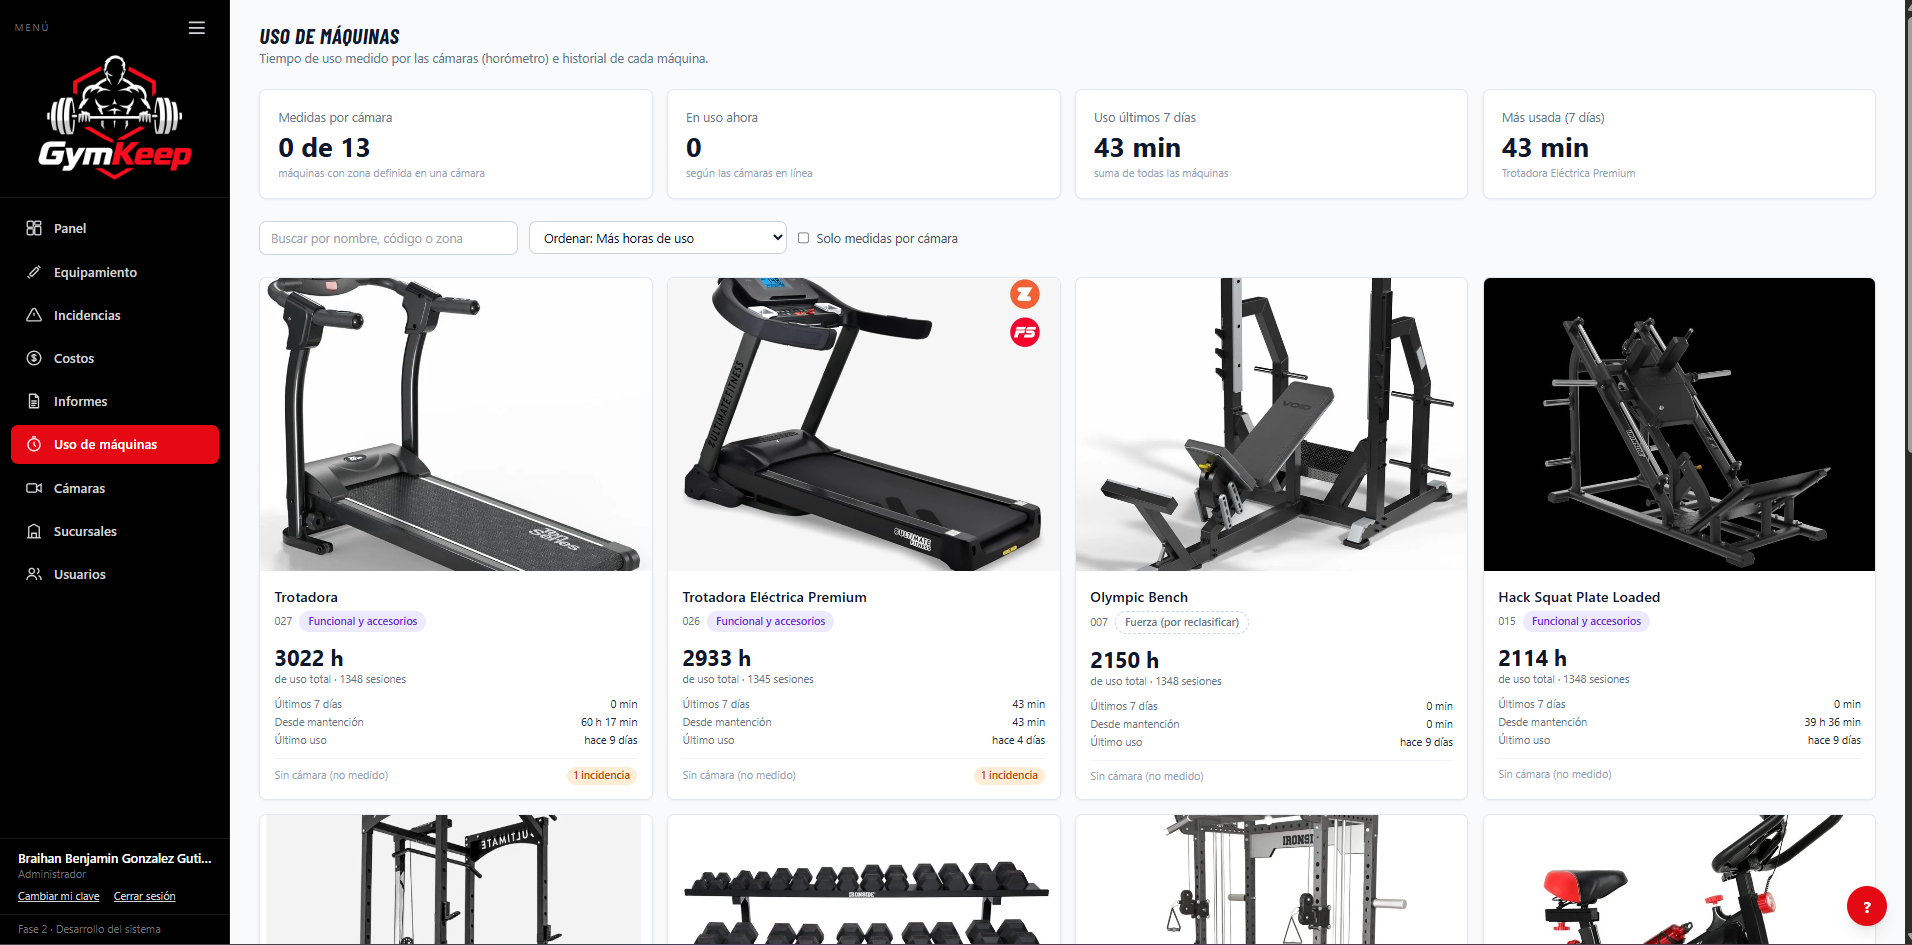 MENÚ
GymKeep
Panel
Equipamiento
Incidencias
Costos
Informes
Uso de máquinas
Cámaras
Sucursales
Usuarios
Braihan Benjamin Gonzalez Guti...
Administrador
Cambiar mi clave Cerrar sesión
Fase 2 · Desarrollo del sistema
USO DE MÁQUINAS
Tiempo de uso medido por las cámaras (horómetro) e historial de cada máquina.
Medidas por cámara
0 de 13
máquinas con zona definida en una cámara
En uso ahora
0
según las cámaras en línea
Uso últimos 7 días
43 min
suma de todas las máquinas
Más usada (7 días)
43 min
Trotadora Eléctrica Premium
Buscar por nombre, código o zona
Ordenar: Más horas de uso
Solo medidas por cámara
Trotadora
027 Funcional y accesorios
3022 h
de uso total · 1348 sesiones
Últimos 7 días 0 min
Desde mantención 60 h 17 min
Último uso hace 9 días
Sin cámara (no medido) 1 incidencia
Z
FS
ULTIMATE FITNESS
ULTIMATE
FITNESS
Trotadora Eléctrica Premium
026 Funcional y accesorios
2933 h
de uso total · 1345 sesiones
Últimos 7 días 43 min
Desde mantención 43 min
Último uso hace 4 días
Sin cámara (no medido) 1 incidencia
VOID
Olympic Bench
007 Fuerza (por reclasificar)
2150 h
de uso total · 1348 sesiones
Últimos 7 días 0 min
Desde mantención 0 min
Último uso hace 9 días
Sin cámara (no medido)
Hack Squat Plate Loaded
015 Funcional y accesorios
2114 h
de uso total · 1348 sesiones
Últimos 7 días 0 min
Desde mantención 39 h 36 min
Último uso hace 9 días
Sin cámara (no medido)
ULTIMATE
IRONSIDE
IRONSI
?